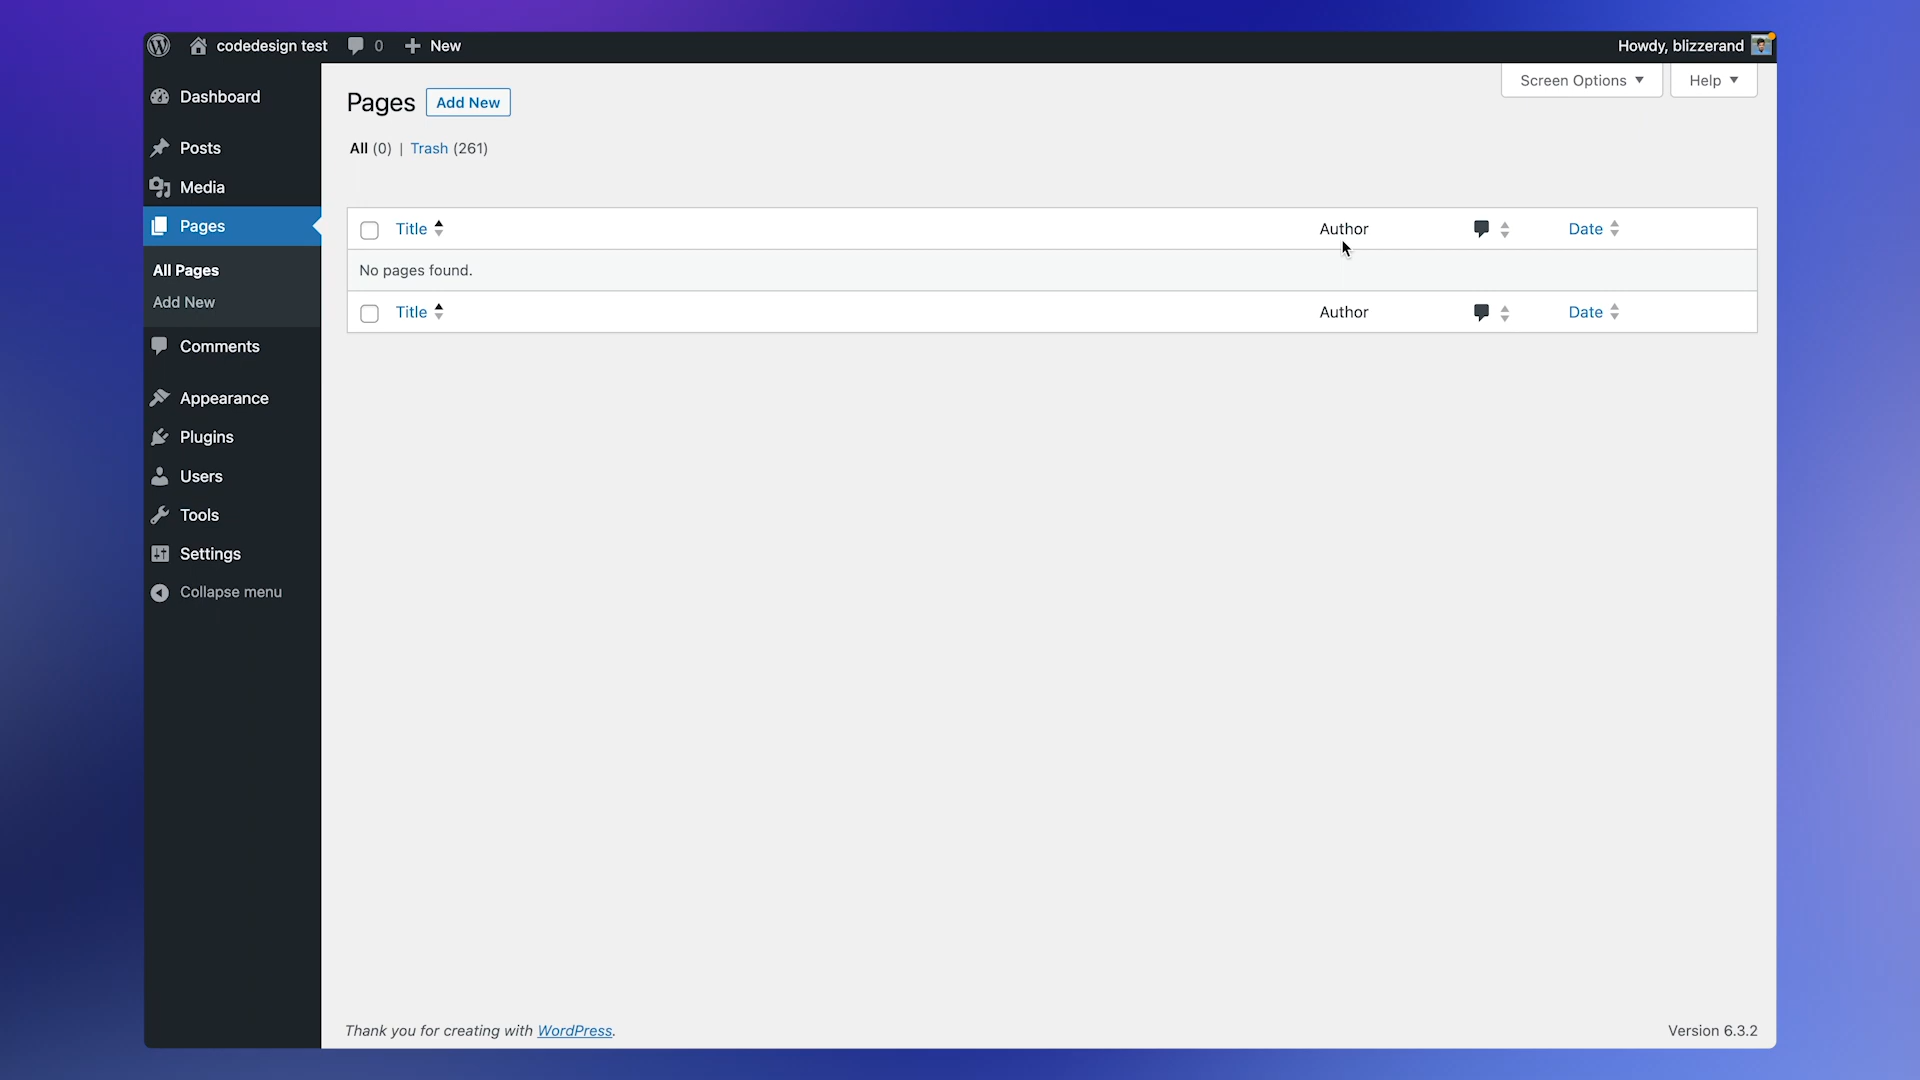 codedesign test 0 New Howdy, blizzerand
Dashboard
Posts
Media
Pages
All Pages
Add New
Comments
Appearance
Plugins
Users
Tools
Settings
Collapse menu
Screen Options Help
Pages Add New
All (0) | Trash (261)
Title Author Date
No pages found.
Title Author Date
Thank you for creating with WordPress. Version 6.3.2